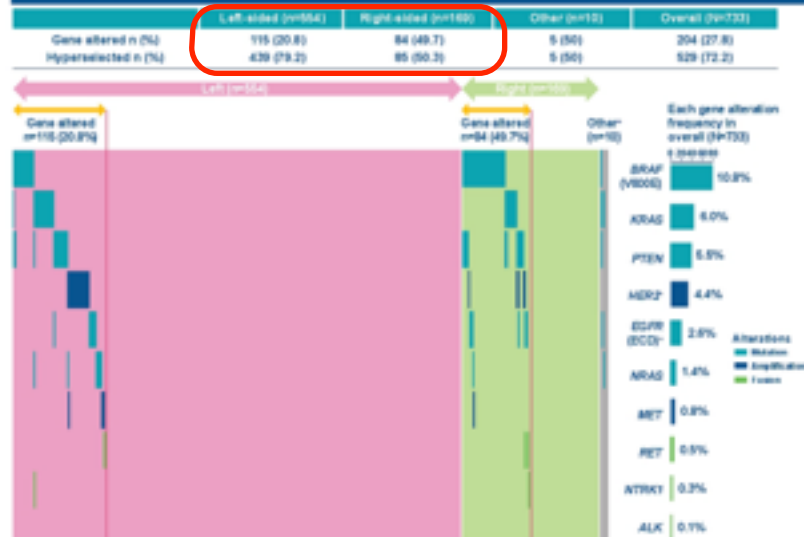 Left-sided (n=554) Right-sided (n=169) Other (n=10) Overall (N=733)
Gene altered n (%) 115 (20.8) 84 (49.7) 5 (50) 204 (27.8)
Hyperselected n (%) 439 (79.2) 85 (50.3) 5 (50) 529 (72.2)
Left (n=554) Right (n=169)
Gene altered
n=115 (20.8%)
Gene altered
n=84 (49.7%)
Other*
(n=10)
Each gene alteration
frequency in
overall (N=733)
BRAF
(V600E) 10.8%
KRAS 6.0%
PTEN 5.5%
HER2* 4.4%
EGFR
(ECD)* 2.6%
NRAS 1.4%
MET 0.8%
RET 0.5%
NTRK1 0.3%
ALK 0.1%
Alterations
Mutation
Amplification
Fusion